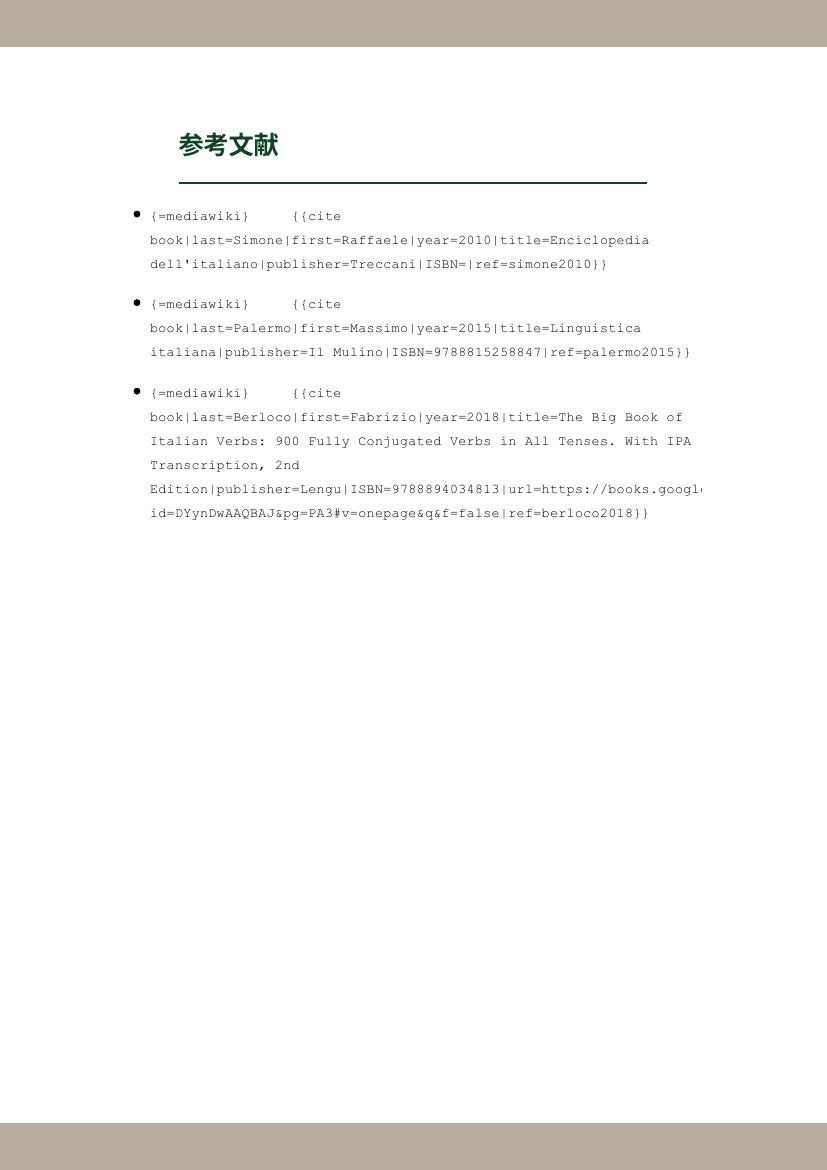 参考文献
• {=mediawiki} {{cite
book|last=Simone|first=Raffaele|year=2010|title=Enciclopedia
dell'italiano|publisher=Treccani|ISBN=|ref=simone2010}}
• {=mediawiki} {{cite
book|last=Palermo|first=Massimo|year=2015|title=Linguistica
italiana|publisher=Il Mulino|ISBN=9788815258847|ref=palermo2015}}
• {=mediawiki} {{cite
book|last=Berloco|first=Fabrizio|year=2018|title=The Big Book of
Italian Verbs: 900 Fully Conjugated Verbs in All Tenses. With IPA
Transcription, 2nd
Edition|publisher=Lengu|ISBN=9788894034813|url=https://books.googl
id=DYynDwAAQBAJ&pg=PA3#v=onepage&q&f=false|ref=berloco2018}}